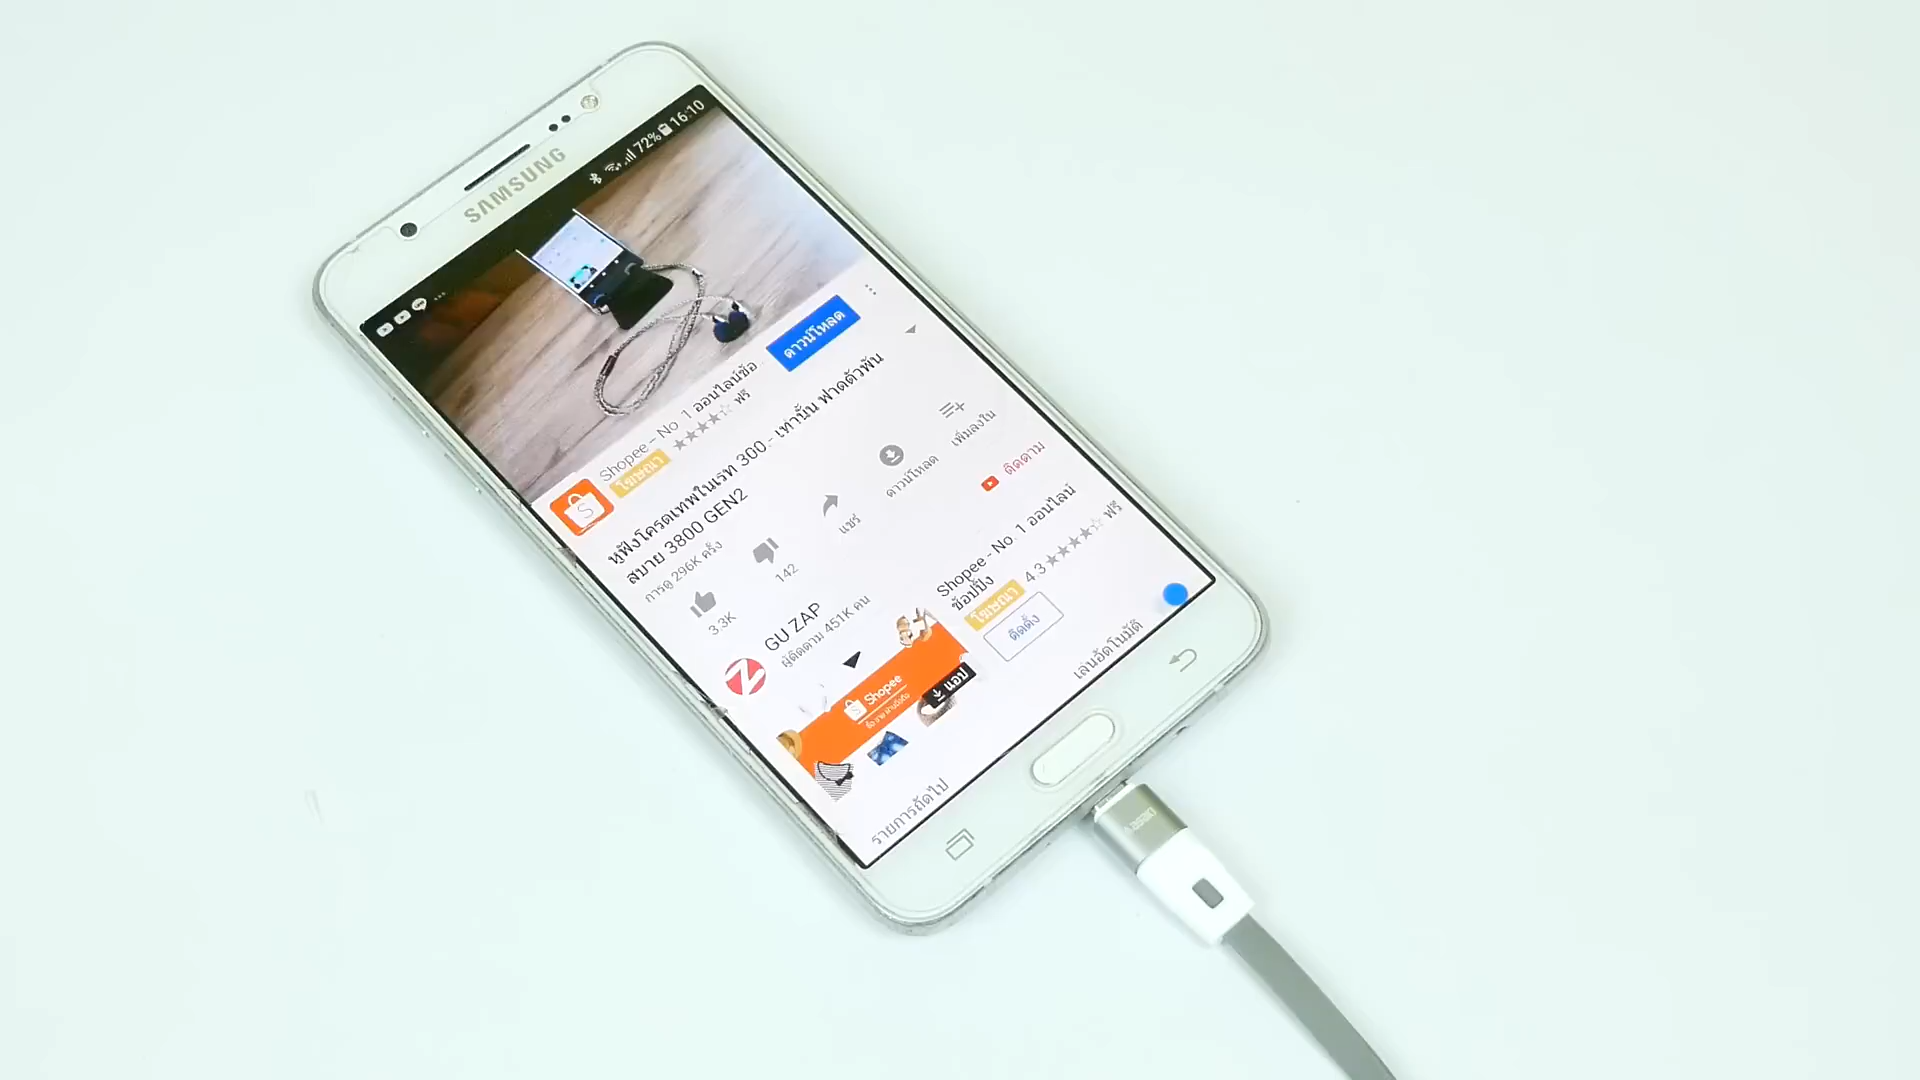 SAMSUNG
72% 16:10
Shopee - No. 1 ออนไลน์ช้อ
โฆษณา ฟรี
ดาวน์โหลด
หูฟังโครตเทพในเรท 300.- เท่านั้น ฟาดตัวพัน
สบาย 3800 GEN2
การดู 296K ครั้ง
3.3K
142
แชร์
ดาวน์โหลด
เพิ่มลงใน
GU ZAP
ผู้ติดตาม 451K คน
ติดตาม
Shopee - No. 1 ออนไลน์
ช้อปปิ้ง
โฆษณา 4.3 ฟรี
ติดตั้ง
Shopee
แอป
รายการถัดไป
เล่นอัตโนมัติ